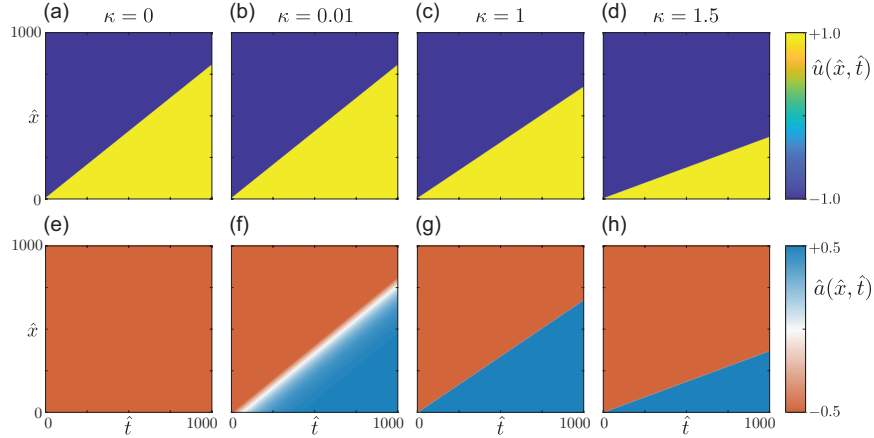 (a) κ = 0 (b) κ = 0.01 (c) κ = 1 (d) κ = 1.5
1000 +1.0
û(x̂, t̂)
x̂
0 −1.0
(e) (f) (g) (h)
1000 +0.5
â(x̂, t̂)
x̂
0 −0.5
0 t̂ 1000 0 t̂ 1000 0 t̂ 1000 0 t̂ 1000